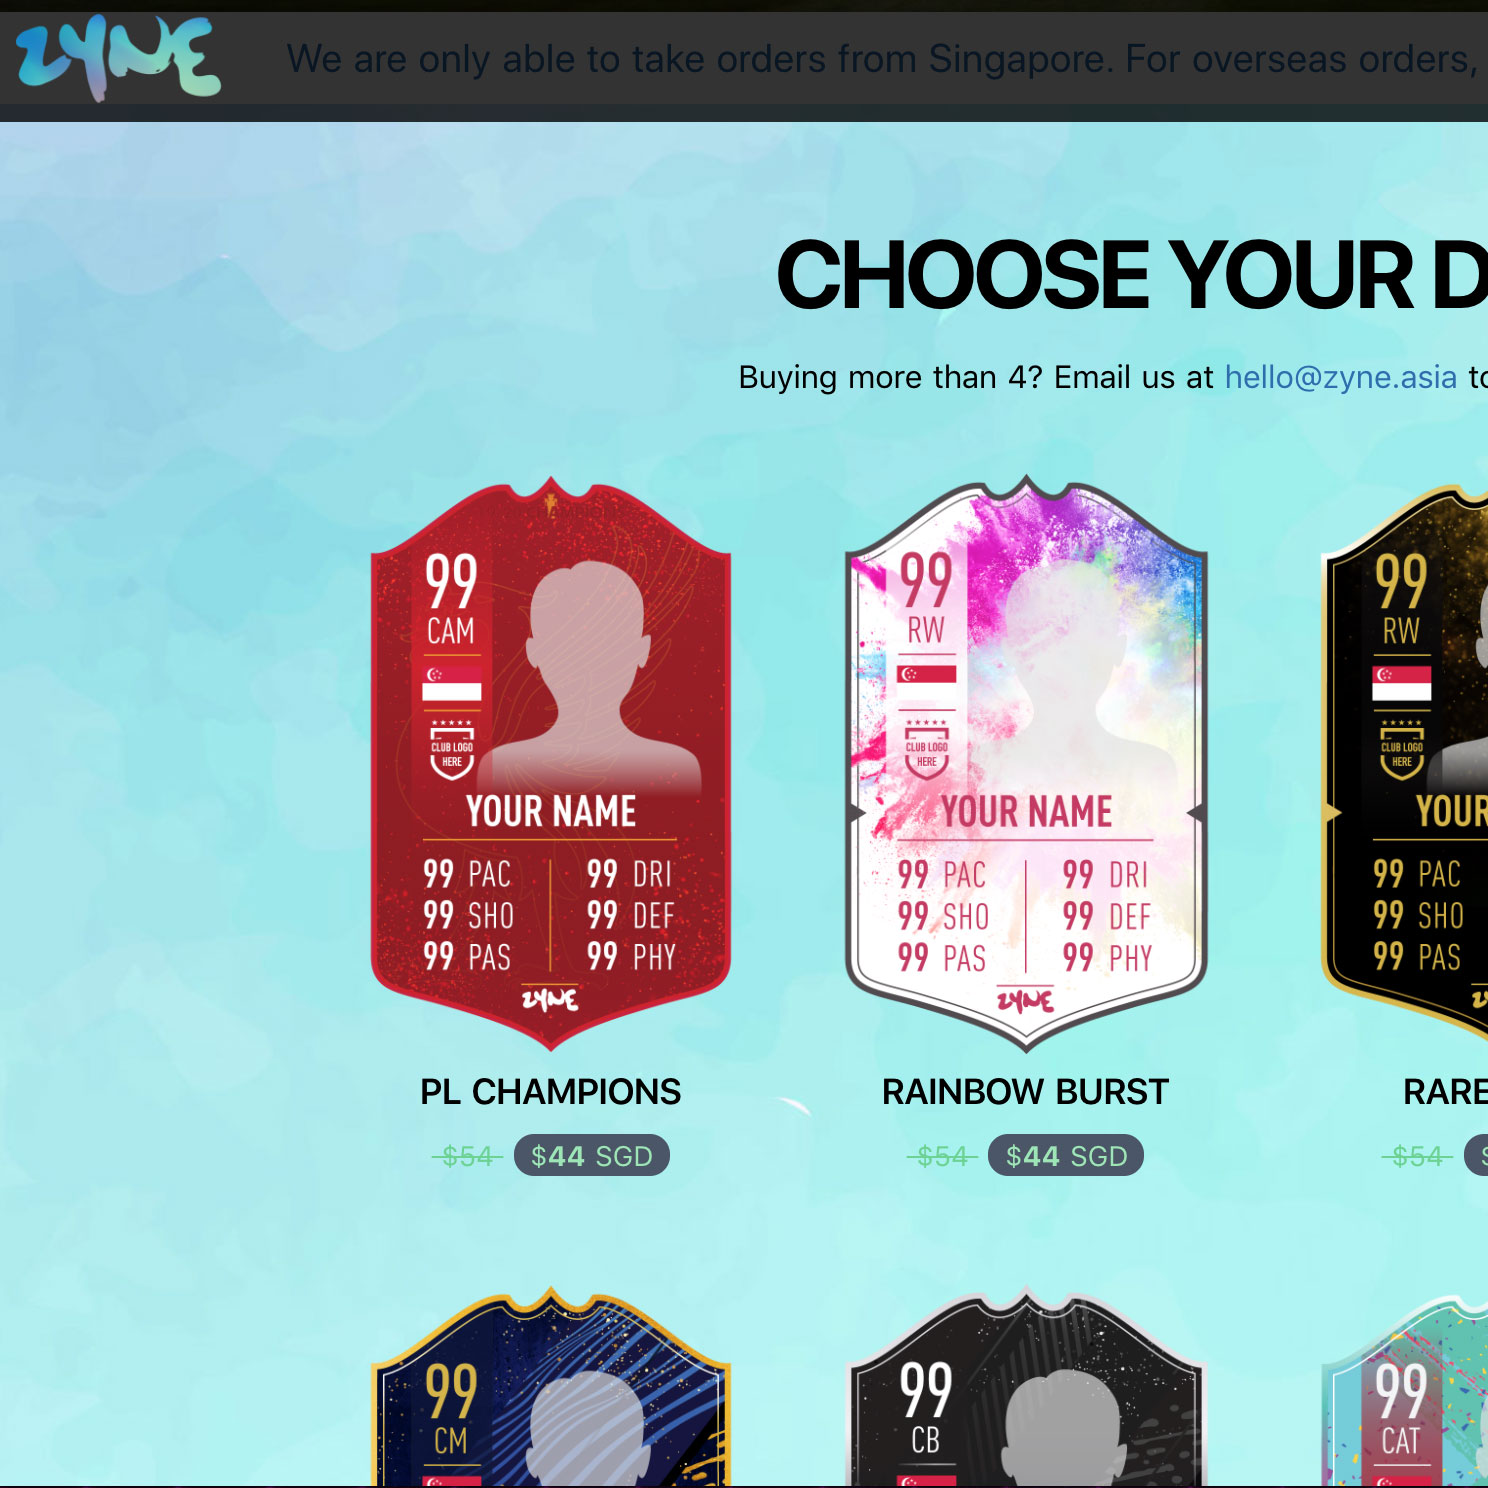 ZYNE
We are only able to take orders from Singapore. For overseas orders,
CHOOSE YOUR D
Buying more than 4? Email us at hello@zyne.asia to
99
CAM
CLUB LOGO
HERE
YOUR NAME
99 PAC 99 DRI
99 SHO 99 DEF
99 PAS 99 PHY
ZYNE
PL CHAMPIONS
$54 $44 SGD
99
RW
CLUB LOGO
HERE
YOUR NAME
99 PAC 99 DRI
99 SHO 99 DEF
99 PAS 99 PHY
ZYNE
RAINBOW BURST
$54 $44 SGD
99
RW
CLUB LOGO
HERE
YOUR
99 PAC
99 SHO
99 PAS
RARE
$54
99
CM
99
CB
99
CAT